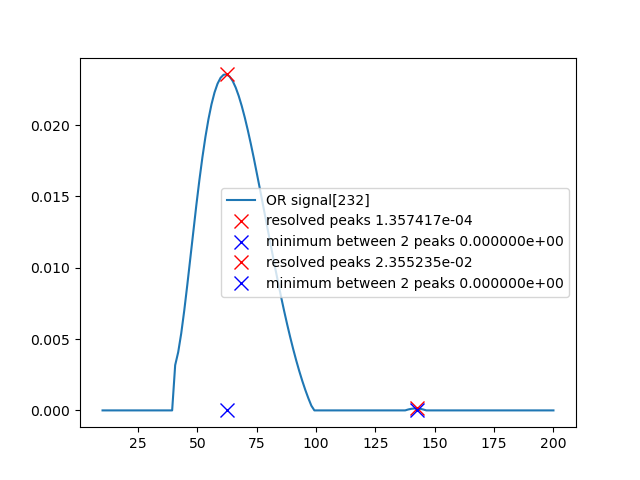 0.020
0.015
0.010
0.005
0.000
25
50
75
100
125
150
175
200
OR signal[232]
resolved peaks 1.357417e-04
minimum between 2 peaks 0.000000e+00
resolved peaks 2.355235e-02
minimum between 2 peaks 0.000000e+00